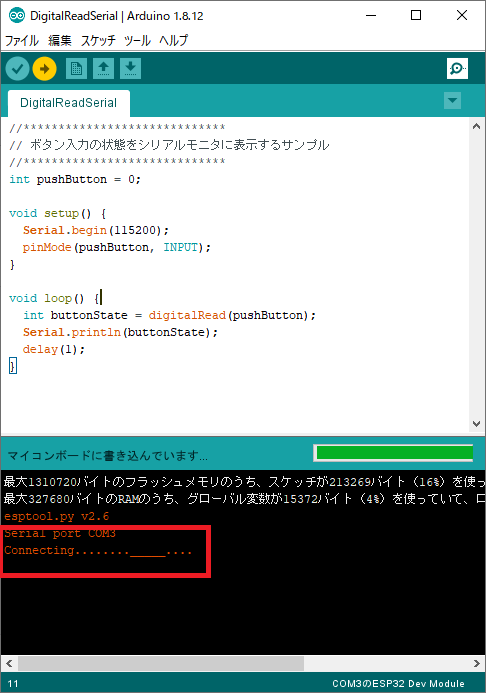 DigitalReadSerial | Arduino 1.8.12
ファイル 編集 スケッチ ツール ヘルプ
DigitalReadSerial
//*****************************
// ボタン入力の状態をシリアルモニタに表示するサンプル
//*****************************
int pushButton = 0;
void setup() {
  Serial.begin(115200);
  pinMode(pushButton, INPUT);
}
void loop() {
  int buttonState = digitalRead(pushButton);
  Serial.println(buttonState);
  delay(1);
}
マイコンボードに書き込んでいます...
最大1310720バイトのフラッシュメモリのうち、スケッチが213269バイト（16%）を使っ
最大327680バイトのRAMのうち、グローバル変数が15372バイト（4%）を使っていて、ロ
esptool.py v2.6
Serial port COM3
Connecting........_____....
11
COM3のESP32 Dev Module